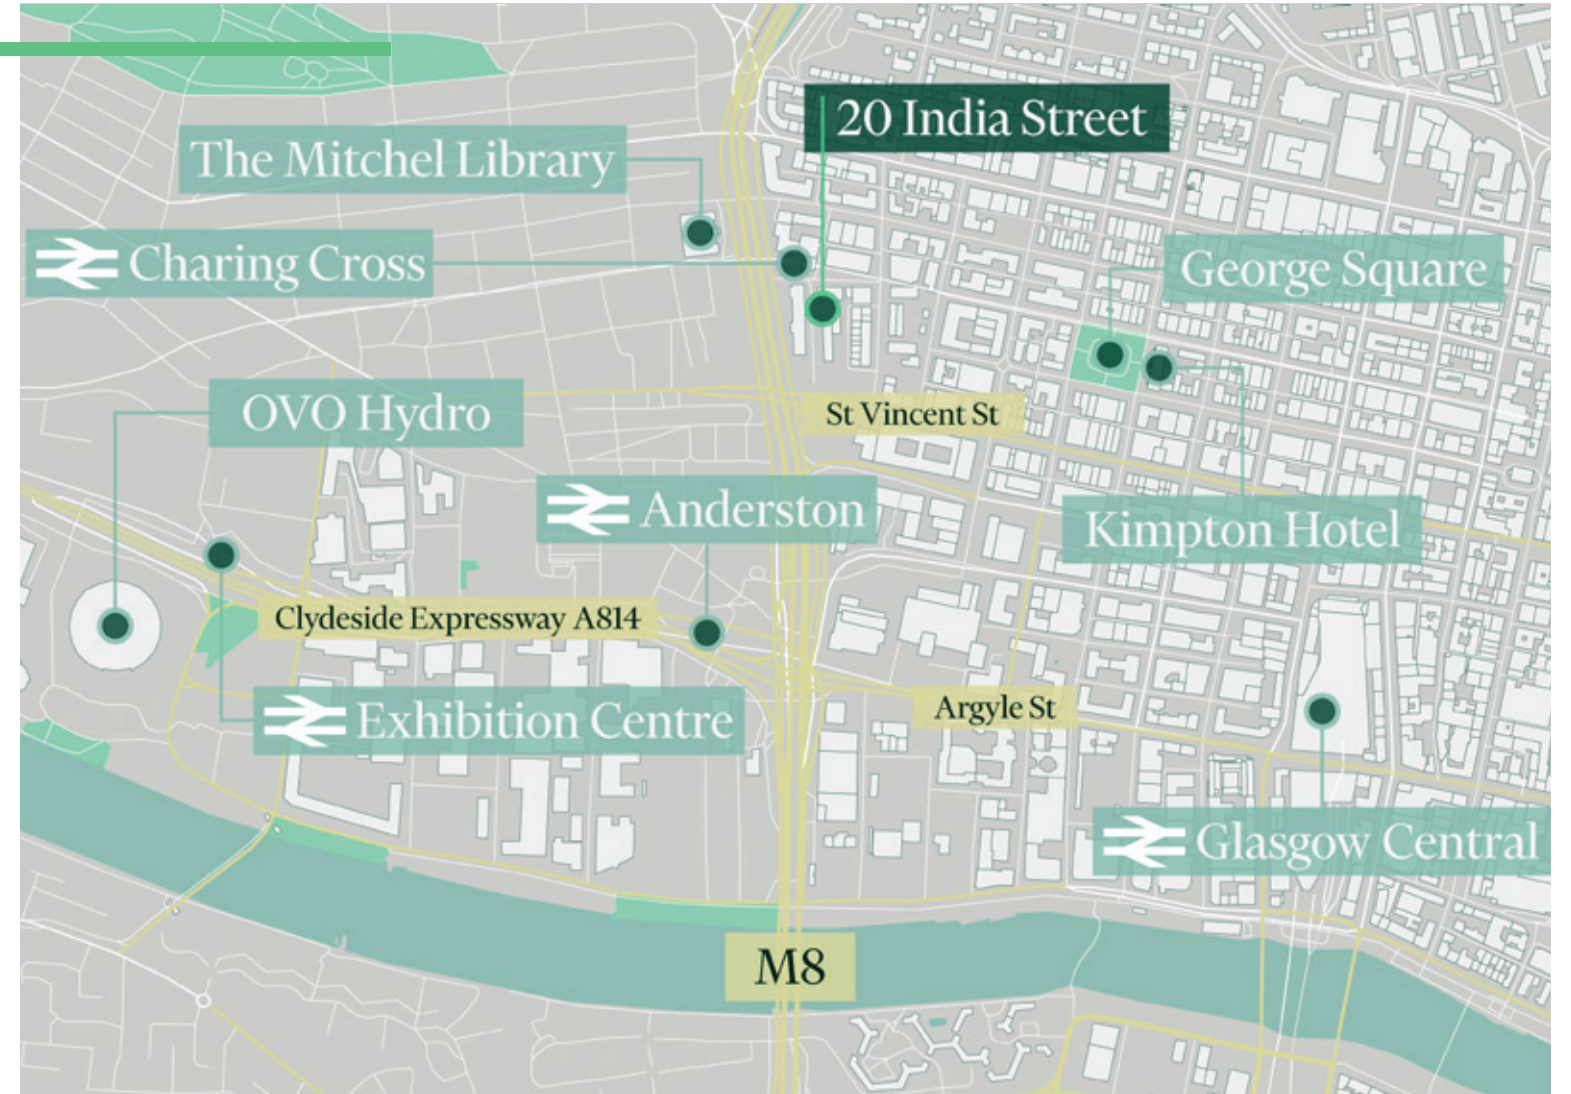 20 India Street
The Mitchel Library
Charing Cross
George Square
OVO Hydro
St Vincent St
Anderston
Kimpton Hotel
Clydeside Expressway A814
Exhibition Centre
Argyle St
Glasgow Central
M8